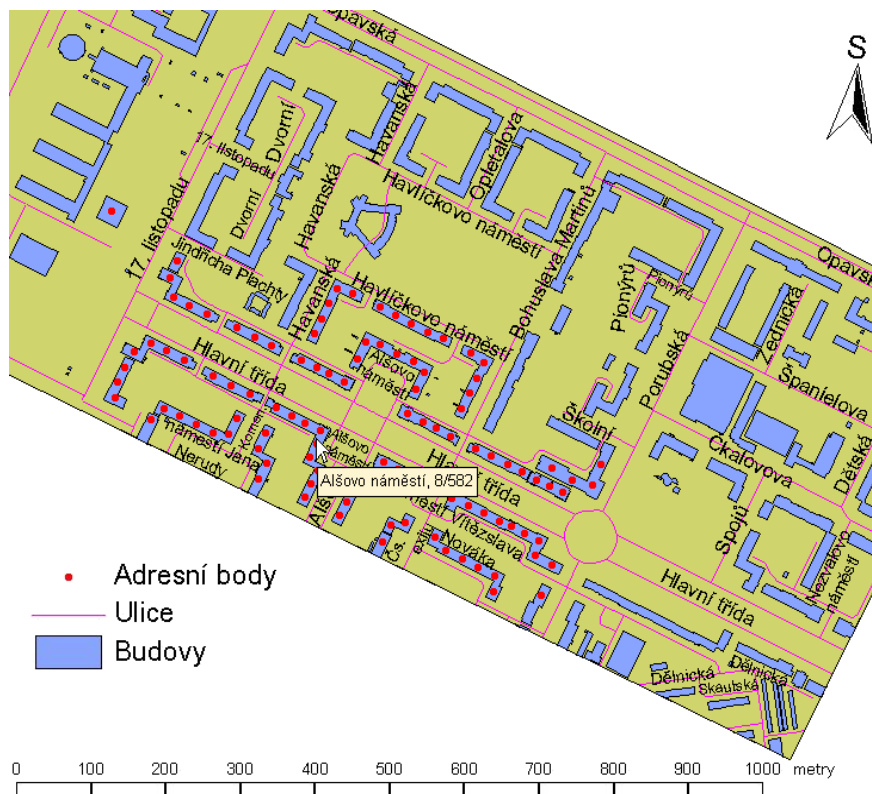 Opavská
S
Havanská
Dvorní
17. listopadu
Opletalova
Havlíčkovo
náměstí
Dvorní
Havanská
Bohuslava Martinů
17. listopadu
Jindřicha Plachty
Opavská
Pionýrů
Pionýrů
Zednická
Havanská
Havlíčkovo náměstí
Porubská
Španielova
Hlavní třída
Alšovo
náměstí
Školní
Čkalovova
Dětská
náměstí Jana
Nerudy
Alšovo
náměstí
Hlavní třída
Alšovo náměstí, 8/582
Vítězslava
Nováka
Čs.
Spojů
Nezvalovo
náměstí
Hlavní třída
Adresní body
Ulice
Budovy
Dělnická
Dělnická
Skautská
0 100 200 300 400 500 600 700 800 900 1000 metry